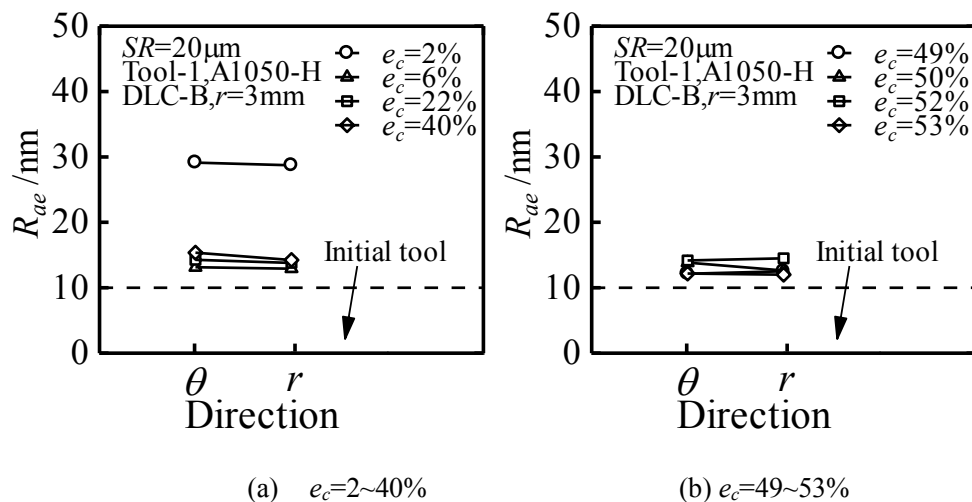 50
40
30
20
10
0
R_ae /nm
SR=20μm
Tool-1,A1050-H
DLC-B,r=3mm
e_c=2%
e_c=6%
e_c=22%
e_c=40%
Initial tool
θ
r
Direction
(a) e_c=2~40%
50
40
30
20
10
0
R_ae /nm
SR=20μm
Tool-1,A1050-H
DLC-B,r=3mm
e_c=49%
e_c=50%
e_c=52%
e_c=53%
Initial tool
θ
r
Direction
(b) e_c=49~53%